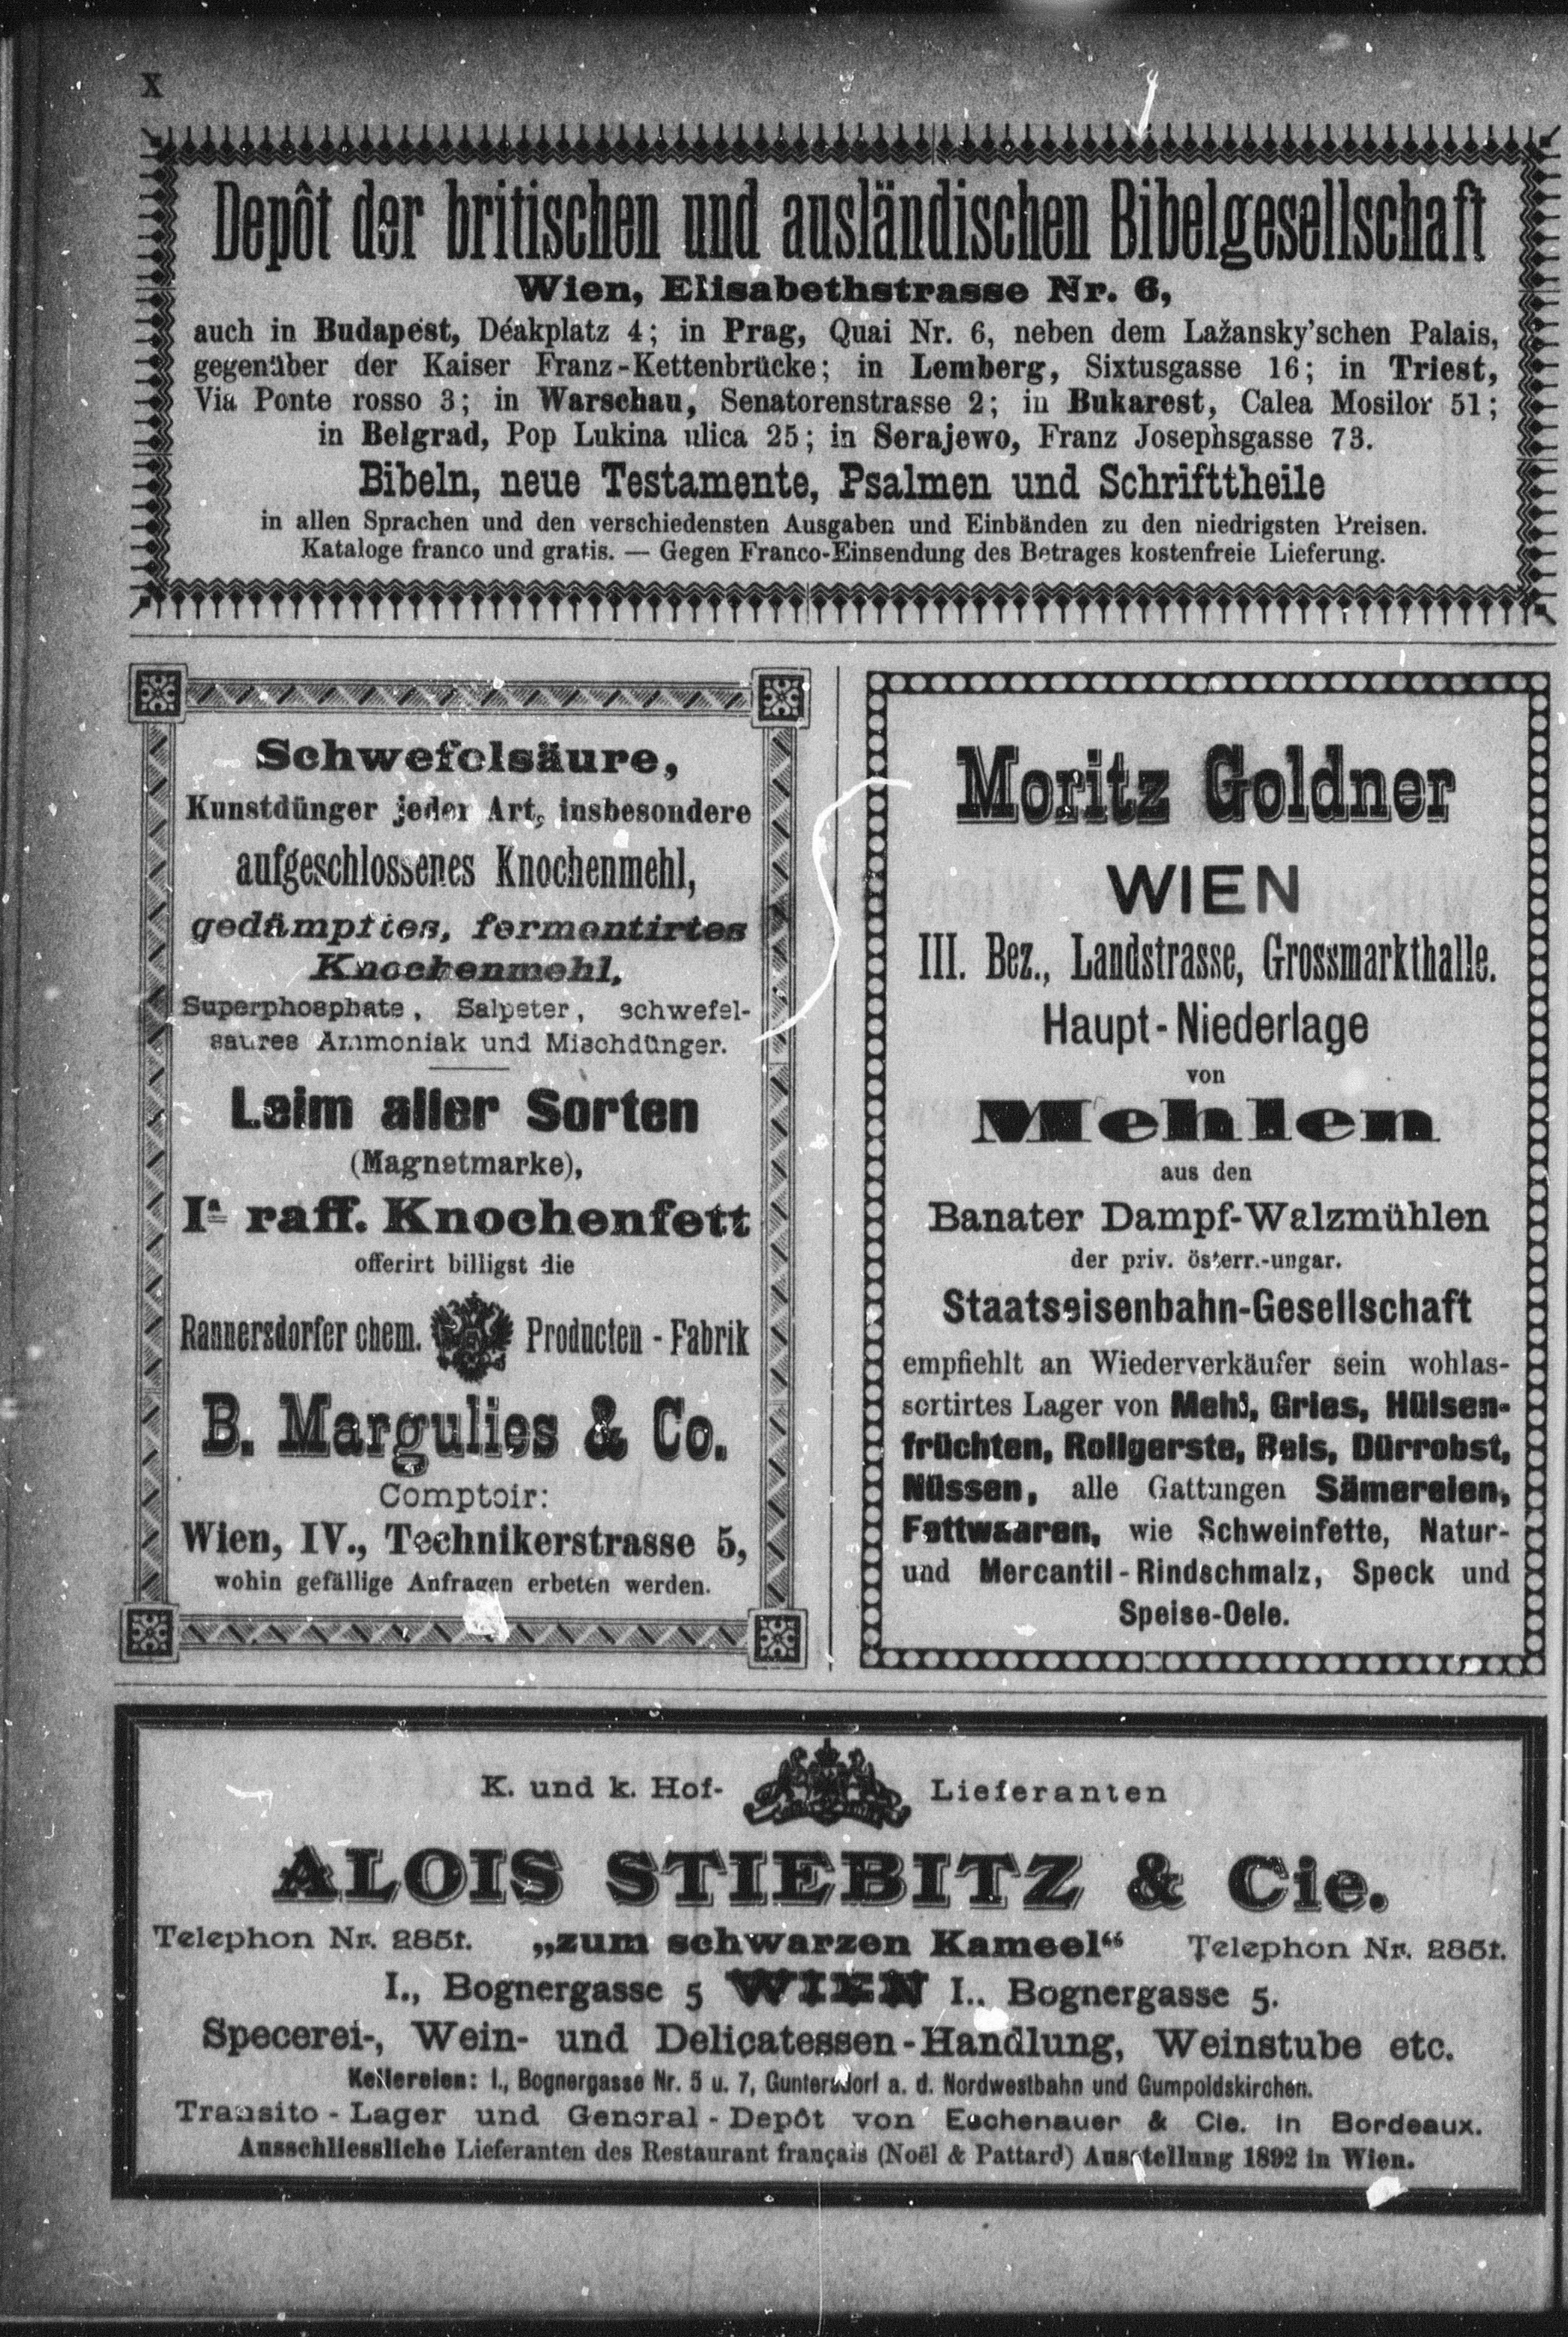 X
Depôt der britischen und ausländischen Bibelgesellschaft
Wien, Elisabethstrasse Nr. 6,
auch in Budapest, Déakplatz 4; in Prag, Quai Nr. 6, neben dem Lažansky'schen Palais,
gegenüber der Kaiser Franz-Kettenbrücke; in Lemberg, Sixtusgasse 16; in Triest,
Via Ponte rosso 3; in Warschau, Senatorenstrasse 2; in Bukarest, Calea Mosilor 51;
in Belgrad, Pop Lukina ulica 25; in Serajewo, Franz Josephsgasse 73.
Bibeln, neue Testamente, Psalmen und Schrifttheile
in allen Sprachen und den verschiedensten Ausgaben und Einbänden zu den niedrigsten Preisen.
Kataloge franco und gratis. — Gegen Franco-Einsendung des Betrages kostenfreie Lieferung.
Schwefelsäure,
Kunstdünger jeder Art, insbesondere
aufgeschlossenes Knochenmehl,
gedämpftes, fermentirtes
Knochenmehl,
Superphosphate, Salpeter, schwefel-
saures Ammoniak und Mischdünger.
Leim aller Sorten
(Magnetmarke),
Iª raff. Knochenfett
offerirt billigst die
Rannersdorfer chem. Producten - Fabrik
B. Margulies & Co.
Comptoir:
Wien, IV., Technikerstrasse 5,
wohin gefällige Anfragen erbeten werden.
Moritz Goldner
WIEN
III. Bez., Landstrasse, Grossmarkthalle.
Haupt-Niederlage
von
Mehlen
aus den
Banater Dampf-Walzmühlen
der priv. österr.-ungar.
Staatseisenbahn-Gesellschaft
empfiehlt an Wiederverkäufer sein wohlas-
sortirtes Lager von Mehl, Gries, Hülsen-
früchten, Rollgerste, Reis, Dürrobst,
Nüssen, alle Gattungen Sämereien,
Fettwaaren, wie Schweinfette, Natur-
und Mercantil-Rindschmalz, Speck und
Speise-Oele.
K. und k. Hof- Lieferanten
ALOIS STIEBITZ & Cie.
Telephon Nr. 2851. „zum schwarzen Kameel“ Telephon Nr. 2851.
I., Bognergasse 5 WIEN I., Bognergasse 5.
Specerei-, Wein- und Delicatessen-Handlung, Weinstube etc.
Kellereien: I., Bognergasse Nr. 5 u. 7, Guntersdorf a. d. Nordwestbahn und Gumpoldskirchen.
Transito - Lager und General - Depôt von Eschenauer & Cie. in Bordeaux.
Ausschliessliche Lieferanten des Restaurant français (Noël & Pattard) Ausstellung 1892 in Wien.